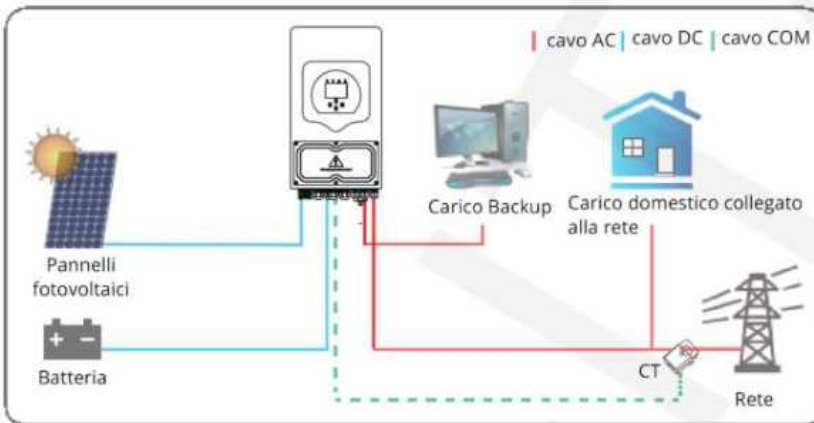 cavo AC cavo DC cavo COM
Carico Backup
Carico domestico collegato
alla rete
Pannelli
fotovoltaici
Batteria
CT
Rete